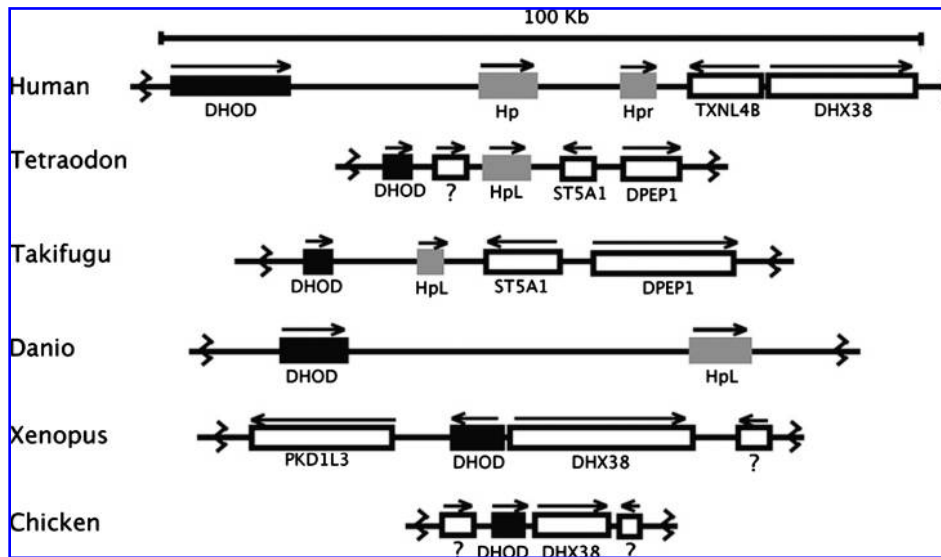 100 Kb
Human
DHOD Hp Hpr TXNL4B DHX38
Tetraodon
DHOD ? HpL ST5A1 DPEP1
Takifugu
DHOD HpL ST5A1 DPEP1
Danio
DHOD HpL
Xenopus
PKD1L3 DHOD DHX38 ?
Chicken
? DHOD DHX38 ?